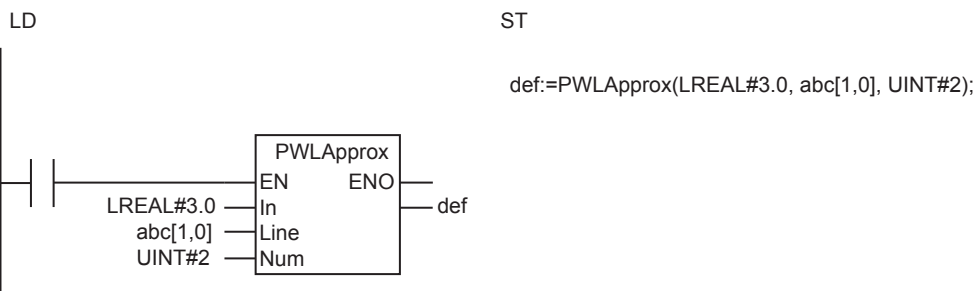 LD
ST
def:=PWLApprox(LREAL#3.0, abc[1,0], UINT#2);
PWLApprox
EN ENO
LREAL#3.0 In def
abc[1,0] Line
UINT#2 Num